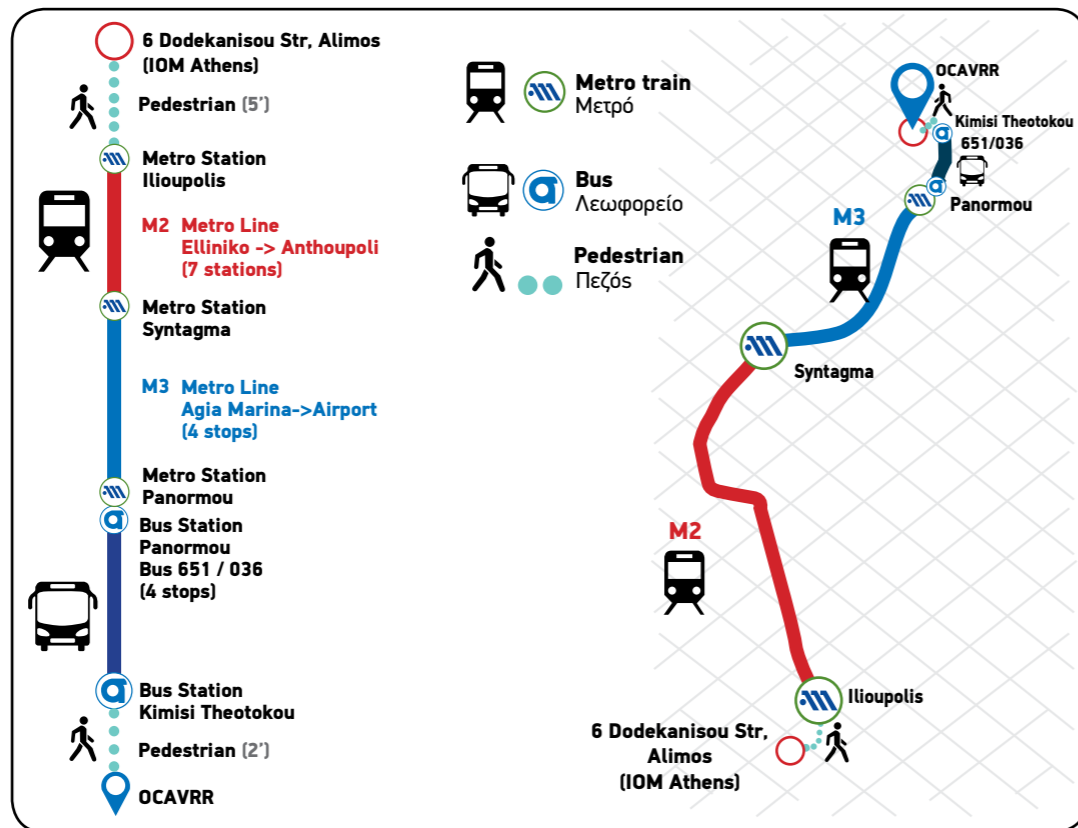 6 Dodekanisou Str, Alimos
(IOM Athens)
Pedestrian (5’)
Metro Station
Ilioupolis
M2 Metro Line
Elliniko -> Anthoupoli
(7 stations)
Metro Station
Syntagma
M3 Metro Line
Agia Marina->Airport
(4 stops)
Metro Station
Panormou
Bus Station
Panormou
Bus 651 / 036
(4 stops)
Bus Station
Kimisi Theotokou
Pedestrian (2’)
OCAVRR
Metro train
Μετρό
Bus
Λεωφορείο
Pedestrian
Πεζός
OCAVRR
Kimisi Theotokou
651/036
Panormou
M3
Syntagma
M2
Ilioupolis
6 Dodekanisou Str,
Alimos
(IOM Athens)